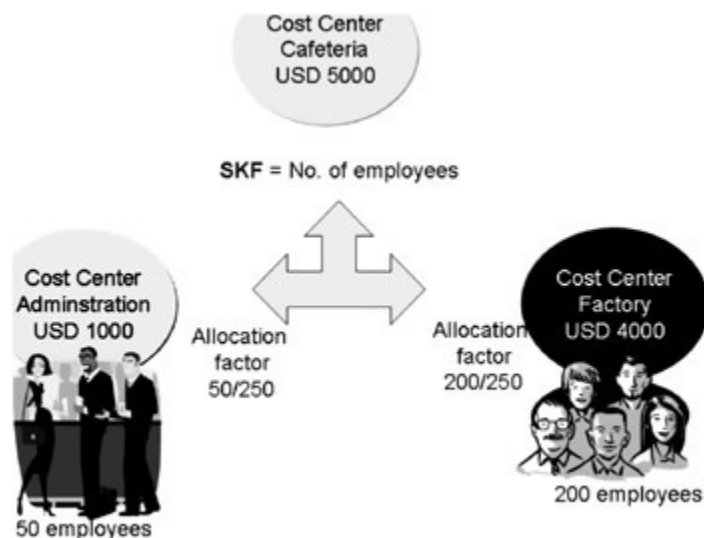 Cost Center
Cafeteria
USD 5000
SKF = No. of employees
Cost Center
Adminstration
USD 1000
Allocation
factor
50/250
Allocation
factor
200/250
Cost Center
Factory
USD 4000
50 employees
200 employees